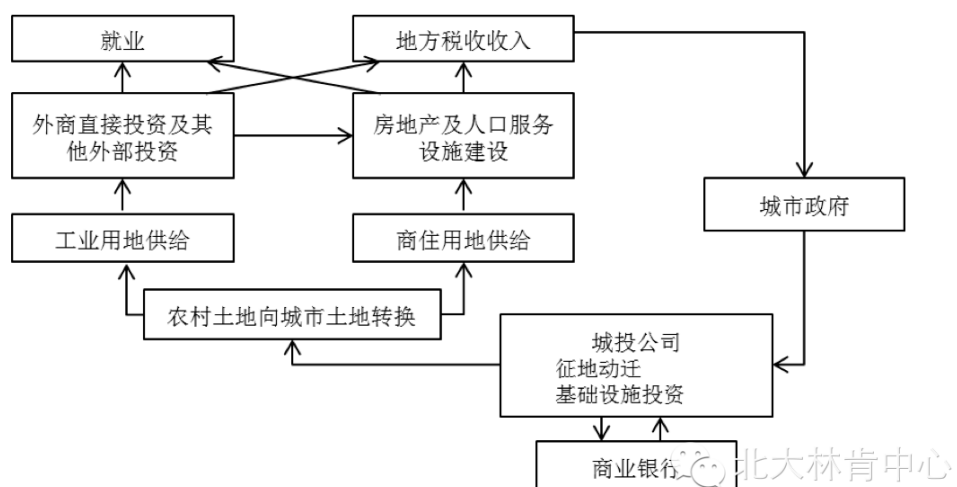 就业
地方税收收入
外商直接投资及其
他外部投资
房地产及人口服务
设施建设
城市政府
工业用地供给
商住用地供给
农村土地向城市土地转换
城投公司
征地动迁
基础设施投资
商业银行
北大林肯中心